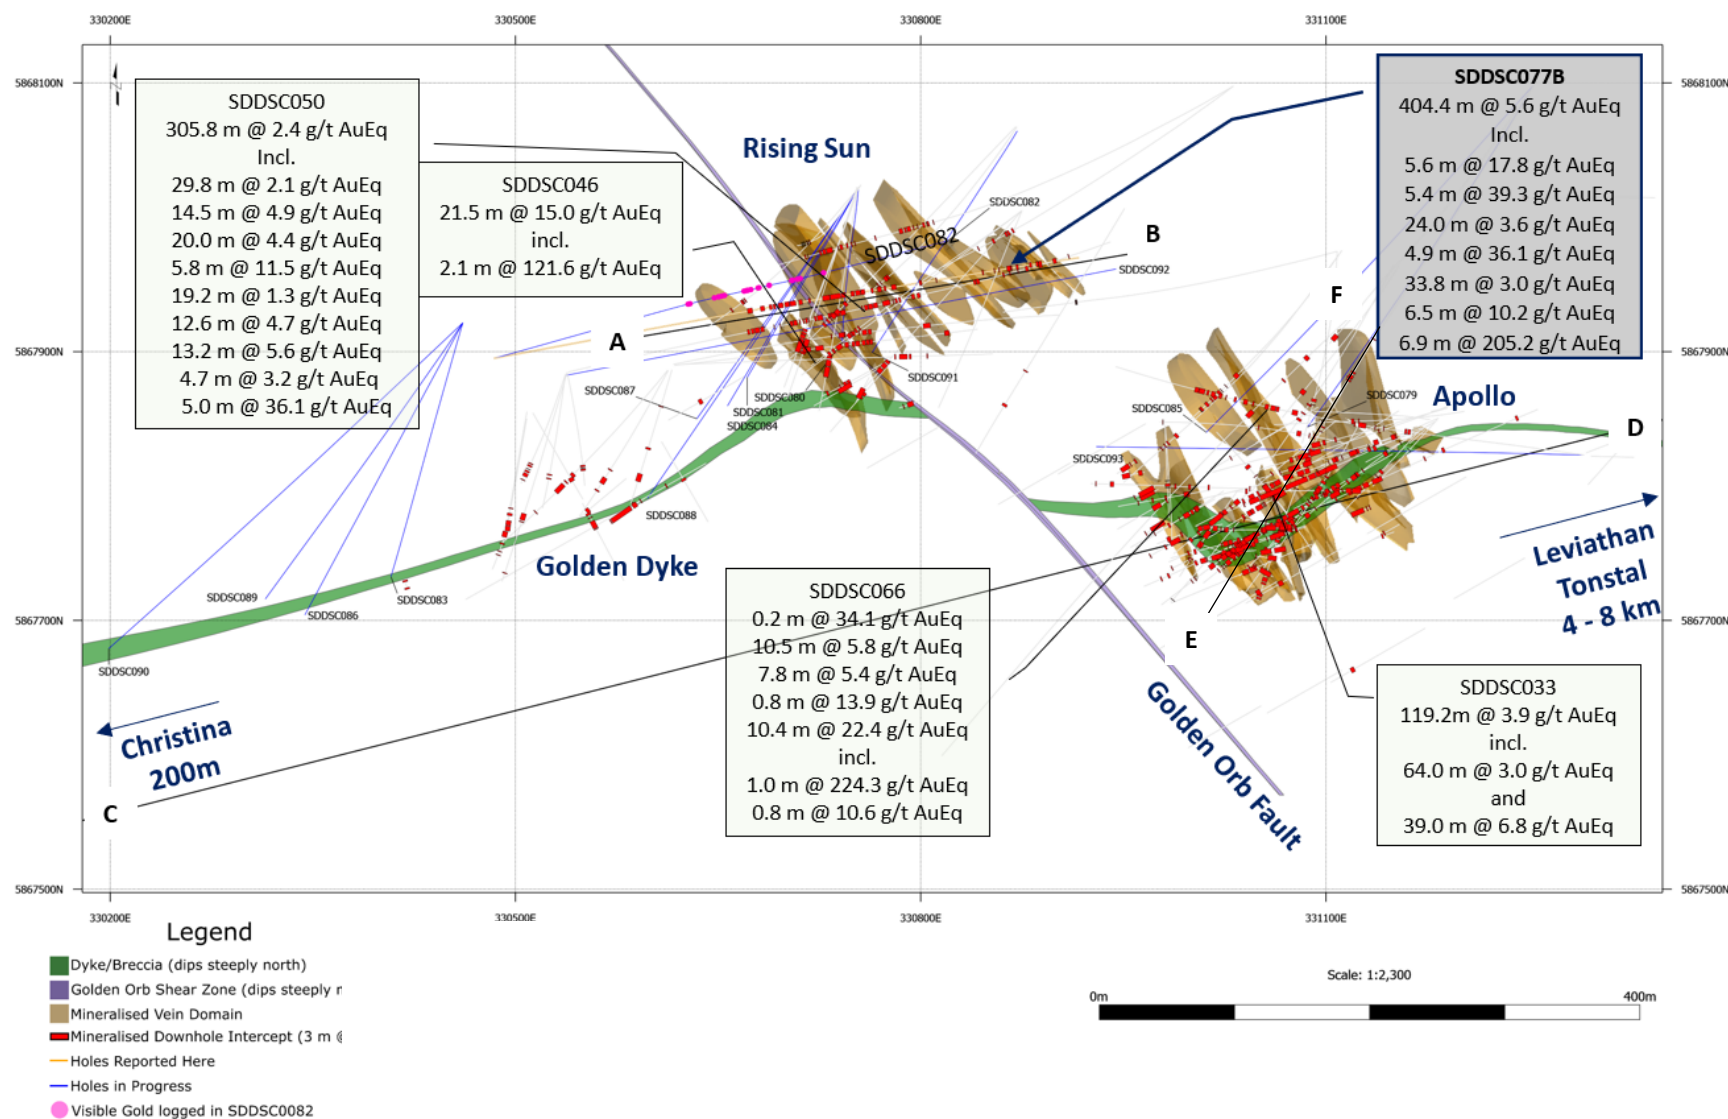 330200E
330500E
330800E
331100E
5868100N
5868100N
N
SDDSC050
305.8 m @ 2.4 g/t AuEq
Incl.
29.8 m @ 2.1 g/t AuEq
14.5 m @ 4.9 g/t AuEq
20.0 m @ 4.4 g/t AuEq
5.8 m @ 11.5 g/t AuEq
19.2 m @ 1.3 g/t AuEq
12.6 m @ 4.7 g/t AuEq
13.2 m @ 5.6 g/t AuEq
4.7 m @ 3.2 g/t AuEq
5.0 m @ 36.1 g/t AuEq
SDDSC046
21.5 m @ 15.0 g/t AuEq
incl.
2.1 m @ 121.6 g/t AuEq
Rising Sun
SDDSC077B
404.4 m @ 5.6 g/t AuEq
Incl.
5.6 m @ 17.8 g/t AuEq
5.4 m @ 39.3 g/t AuEq
24.0 m @ 3.6 g/t AuEq
4.9 m @ 36.1 g/t AuEq
33.8 m @ 3.0 g/t AuEq
6.5 m @ 10.2 g/t AuEq
6.9 m @ 205.2 g/t AuEq
SDDSC082
SDDSC082
B
SDDSC092
F
A
5867900N
5867900N
SDDSC091
SDDSC087
SDDSC080
SDDSC081
SDDSC084
SDDSC079
Apollo
SDDSC085
D
SDDSC093
SDDSC088
Golden Dyke
Leviathan
Tonstal
4 - 8 km
SDDSC089
SDDSC083
SDDSC086
5867700N
5867700N
SDDSC066
0.2 m @ 34.1 g/t AuEq
10.5 m @ 5.8 g/t AuEq
7.8 m @ 5.4 g/t AuEq
0.8 m @ 13.9 g/t AuEq
10.4 m @ 22.4 g/t AuEq
incl.
1.0 m @ 224.3 g/t AuEq
0.8 m @ 10.6 g/t AuEq
E
SDDSC090
Christina
200m
C
Golden Orb Fault
SDDSC033
119.2m @ 3.9 g/t AuEq
incl.
64.0 m @ 3.0 g/t AuEq
and
39.0 m @ 6.8 g/t AuEq
5867500N
5867500N
330200E
330500E
330800E
331100E
Legend
Dyke/Breccia (dips steeply north)
Golden Orb Shear Zone (dips steeply r
Mineralised Vein Domain
Mineralised Downhole Intercept (3 m @
Holes Reported Here
Holes in Progress
Visible Gold logged in SDDSC0082
Scale: 1:2,300
0m
400m